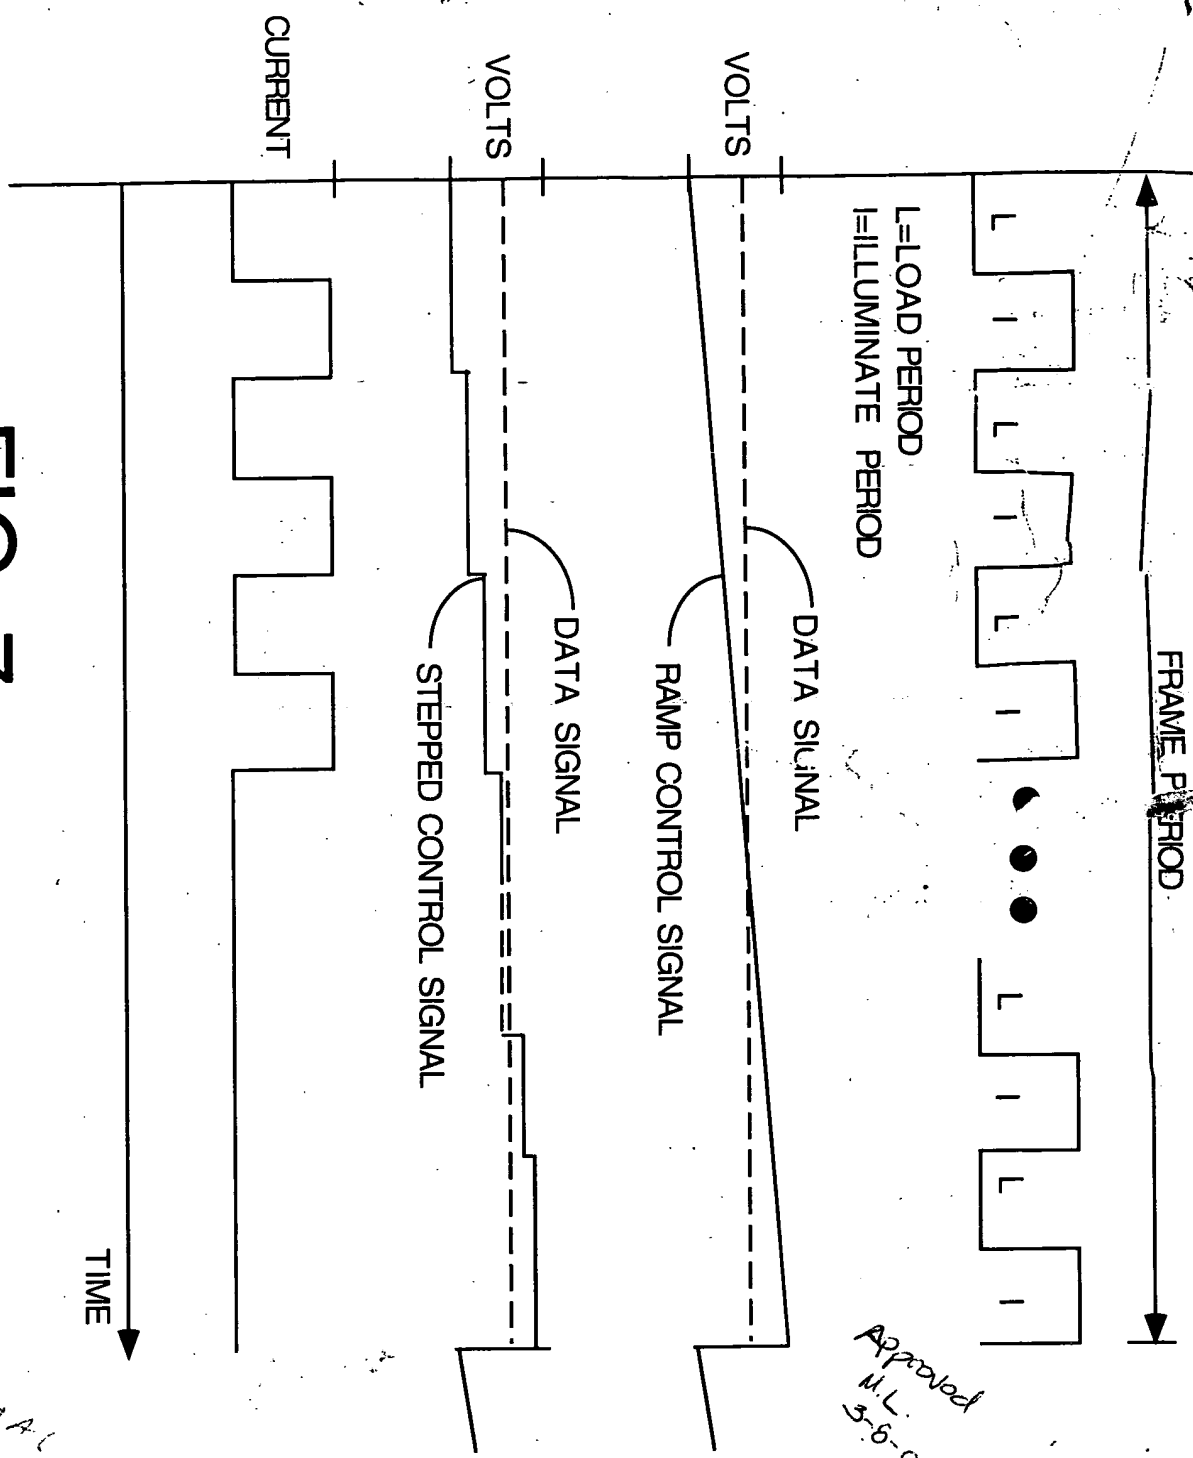 FRAME PERIOD
L I L I L I L I L I
L=LOAD PERIOD
I=ILLUMINATE PERIOD
VOLTS
DATA SIGNAL
RAMP CONTROL SIGNAL
VOLTS
DATA SIGNAL
STEPPED CONTROL SIGNAL
CURRENT
TIME
Approved
M.L.